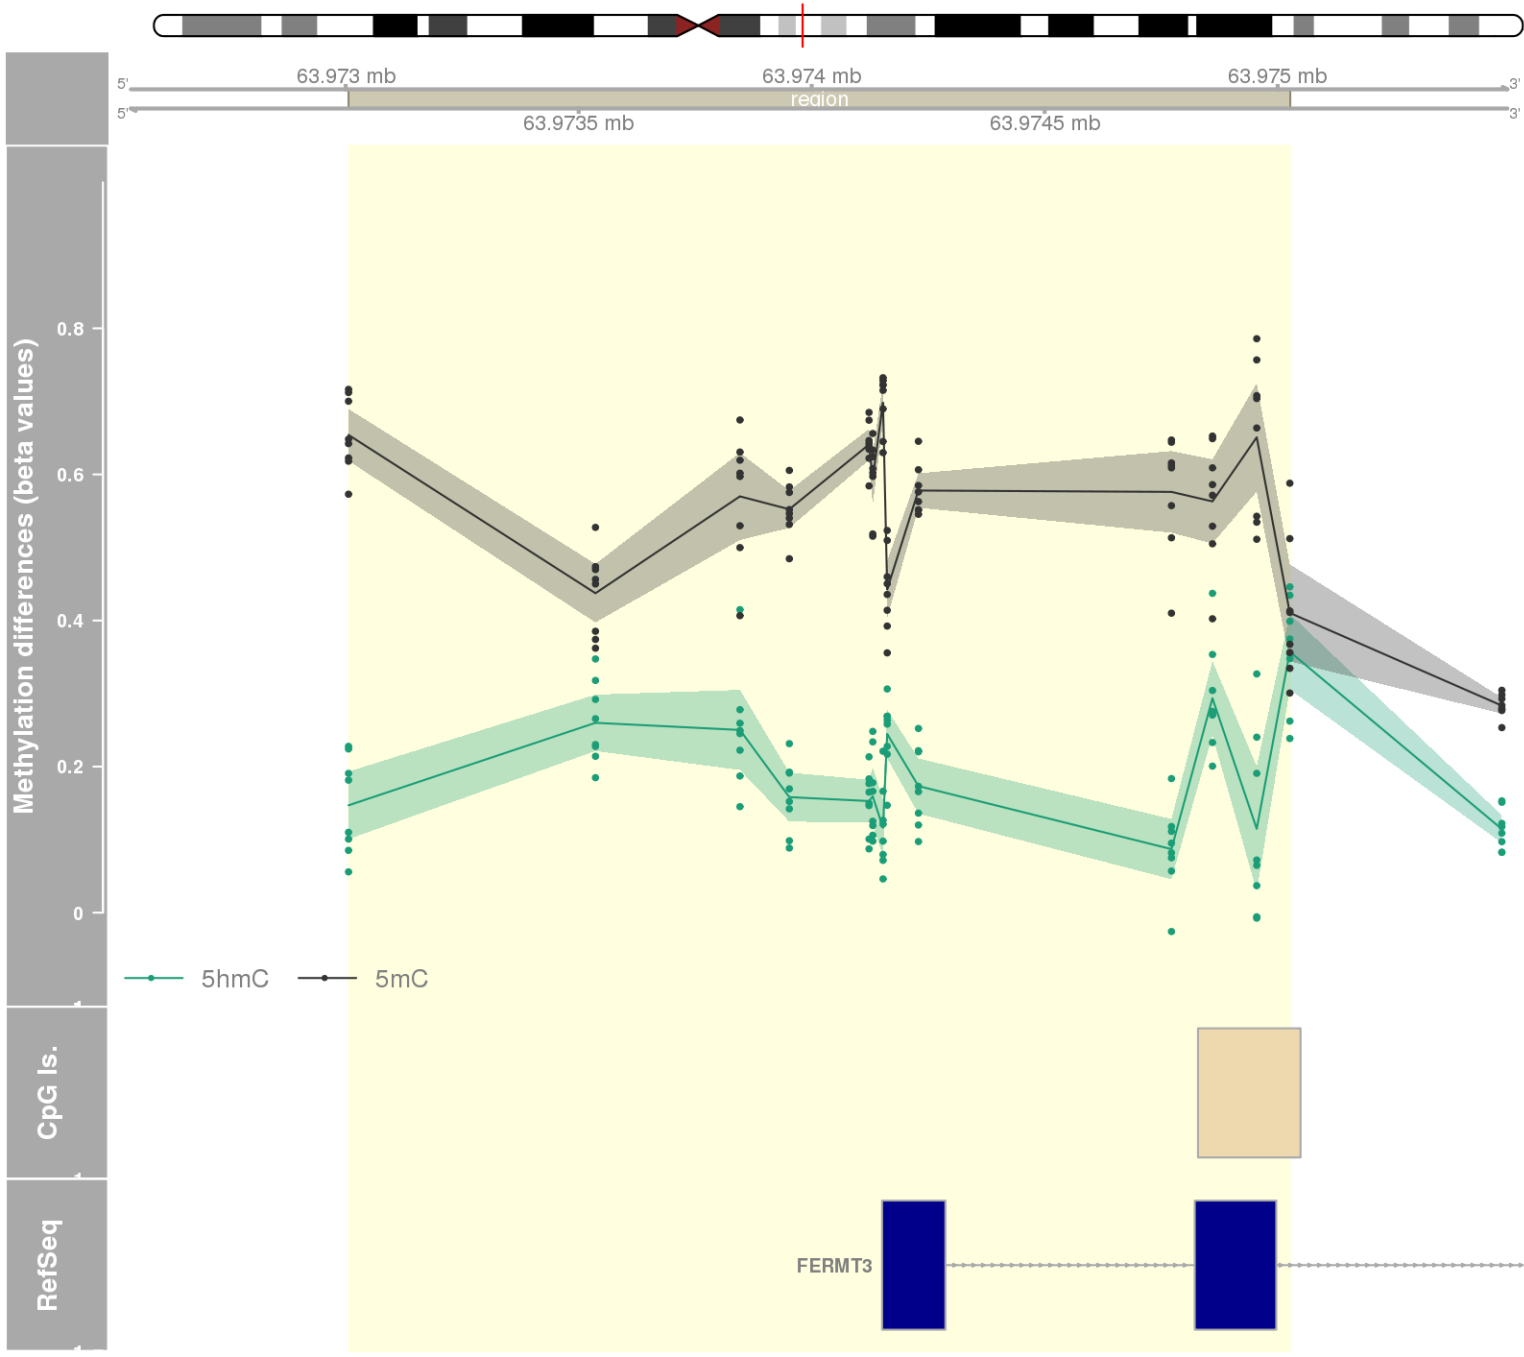 63.973 mb 63.974 mb 63.975 mb
5' 3'
region
5' 3'
63.9735 mb 63.9745 mb
Methylation differences (beta values)
0.8
0.6
0.4
0.2
0
5hmC 5mC
CpG Is.
RefSeq
FERMT3